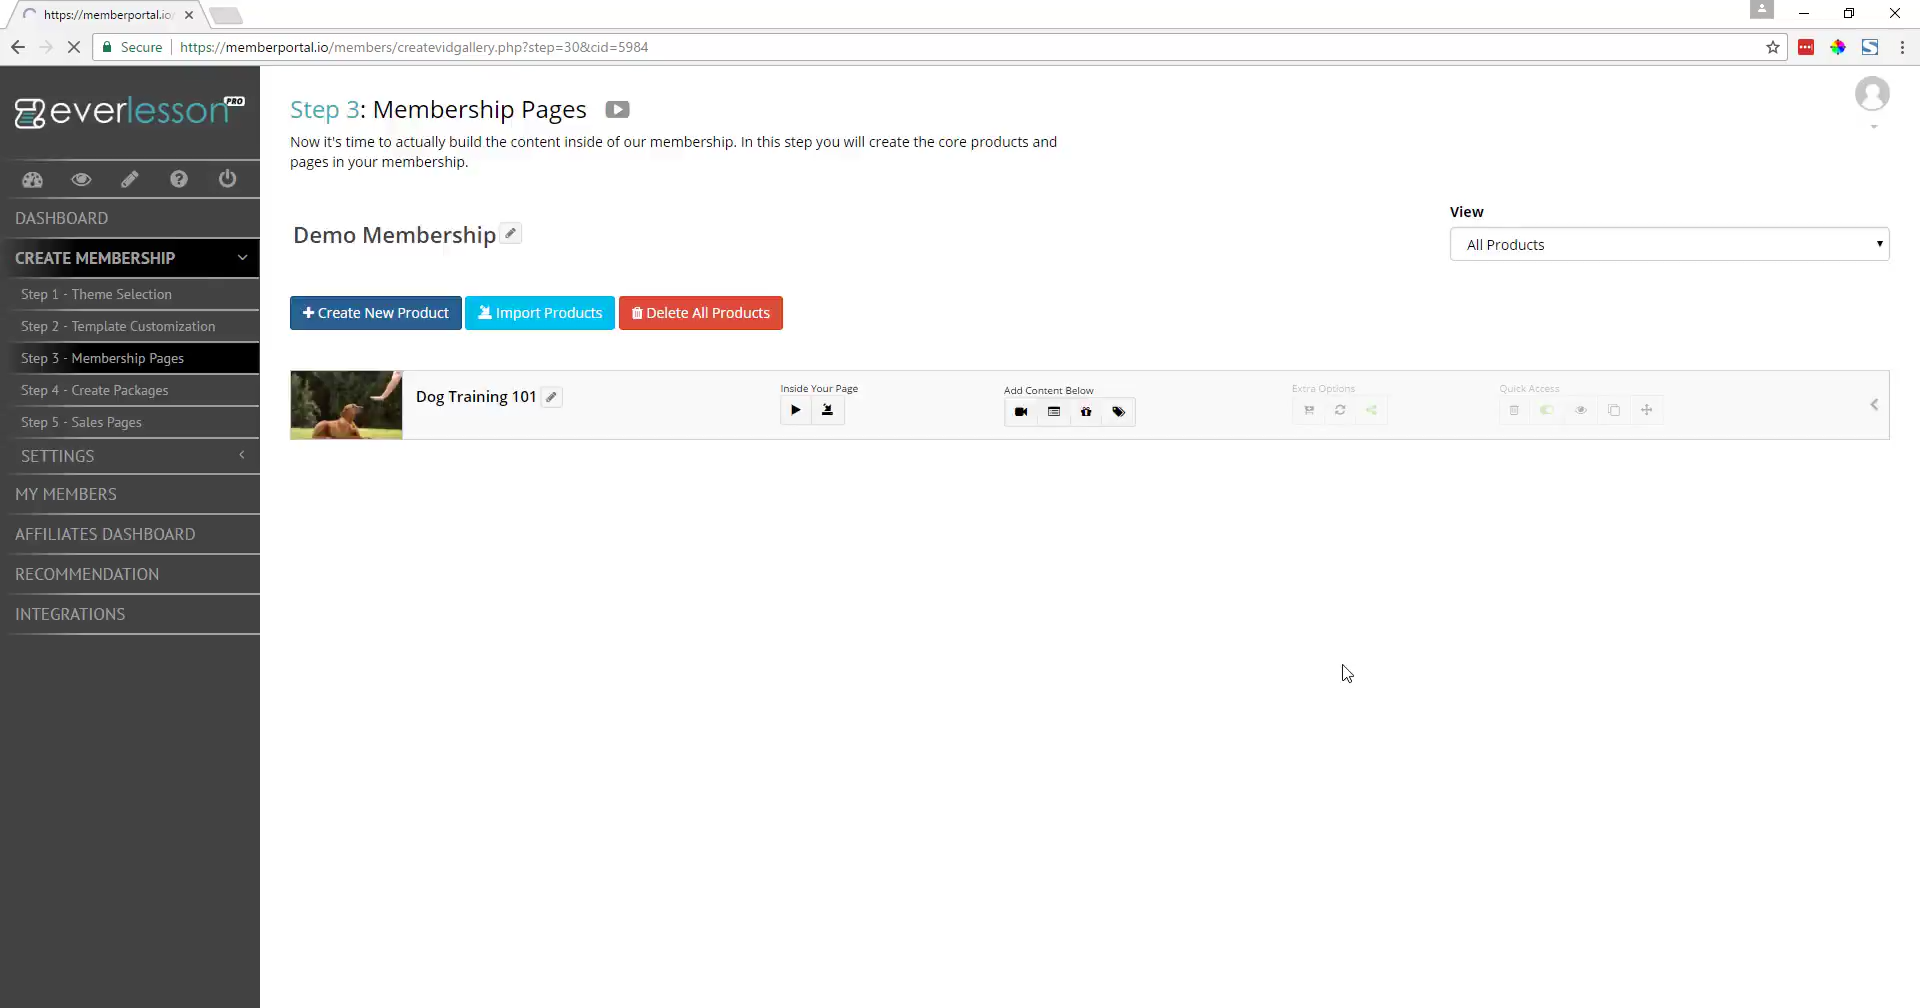 https://memberportal.io/
Secure
https://memberportal.io/members/createvidgallery.php?step=30&cid=5984
everlesson PRO
DASHBOARD
CREATE MEMBERSHIP
Step 1 - Theme Selection
Step 2 - Template Customization
Step 3 - Membership Pages
Step 4 - Create Packages
Step 5 - Sales Pages
SETTINGS
MY MEMBERS
AFFILIATES DASHBOARD
RECOMMENDATION
INTEGRATIONS
Step 3: Membership Pages
Now it's time to actually build the content inside of our membership. In this step you will create the core products and
pages in your membership.
Demo Membership
View
All Products
Create New Product
Import Products
Delete All Products
Dog Training 101
Inside Your Page
Add Content Below
Extra Options
Quick Access